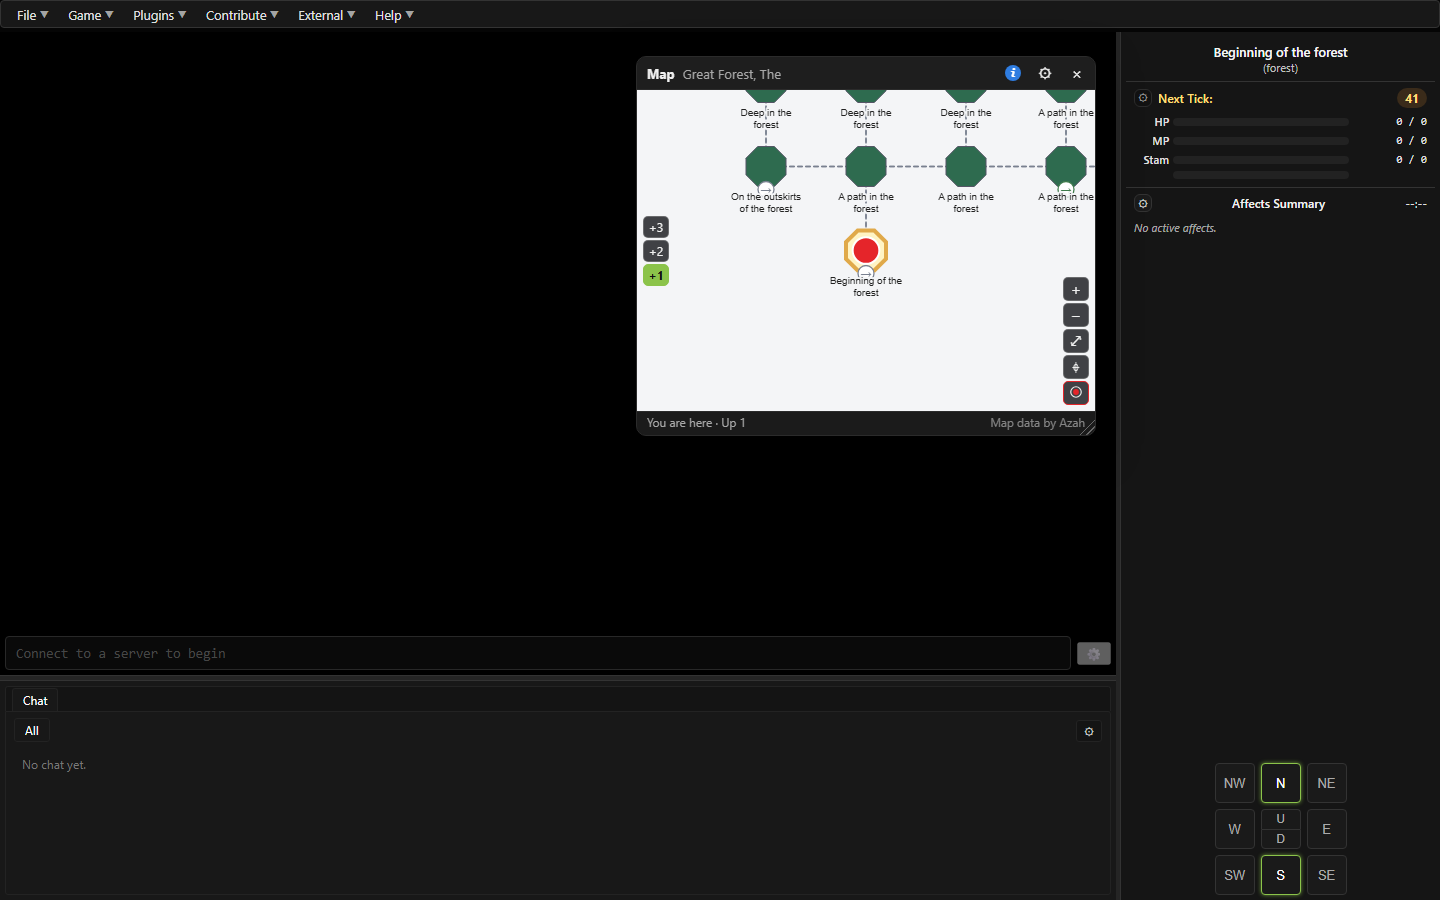 File ▼ Game ▼ Plugins ▼ Contribute ▼ External ▼ Help ▼
Map Great Forest, The
i
×
Deep in the forest
Deep in the forest
Deep in the forest
A path in the forest
On the outskirts of the forest
A path in the forest
A path in the forest
A path in the forest
Beginning of the forest
+3
+2
+1
+
−
You are here · Up 1
Map data by Azah
Connect to a server to begin
Chat
All
No chat yet.
Beginning of the forest
(forest)
Next Tick: 41
HP 0 / 0
MP 0 / 0
Stam 0 / 0
Affects Summary --:--
No active affects.
NW N NE
W U D E
SW S SE